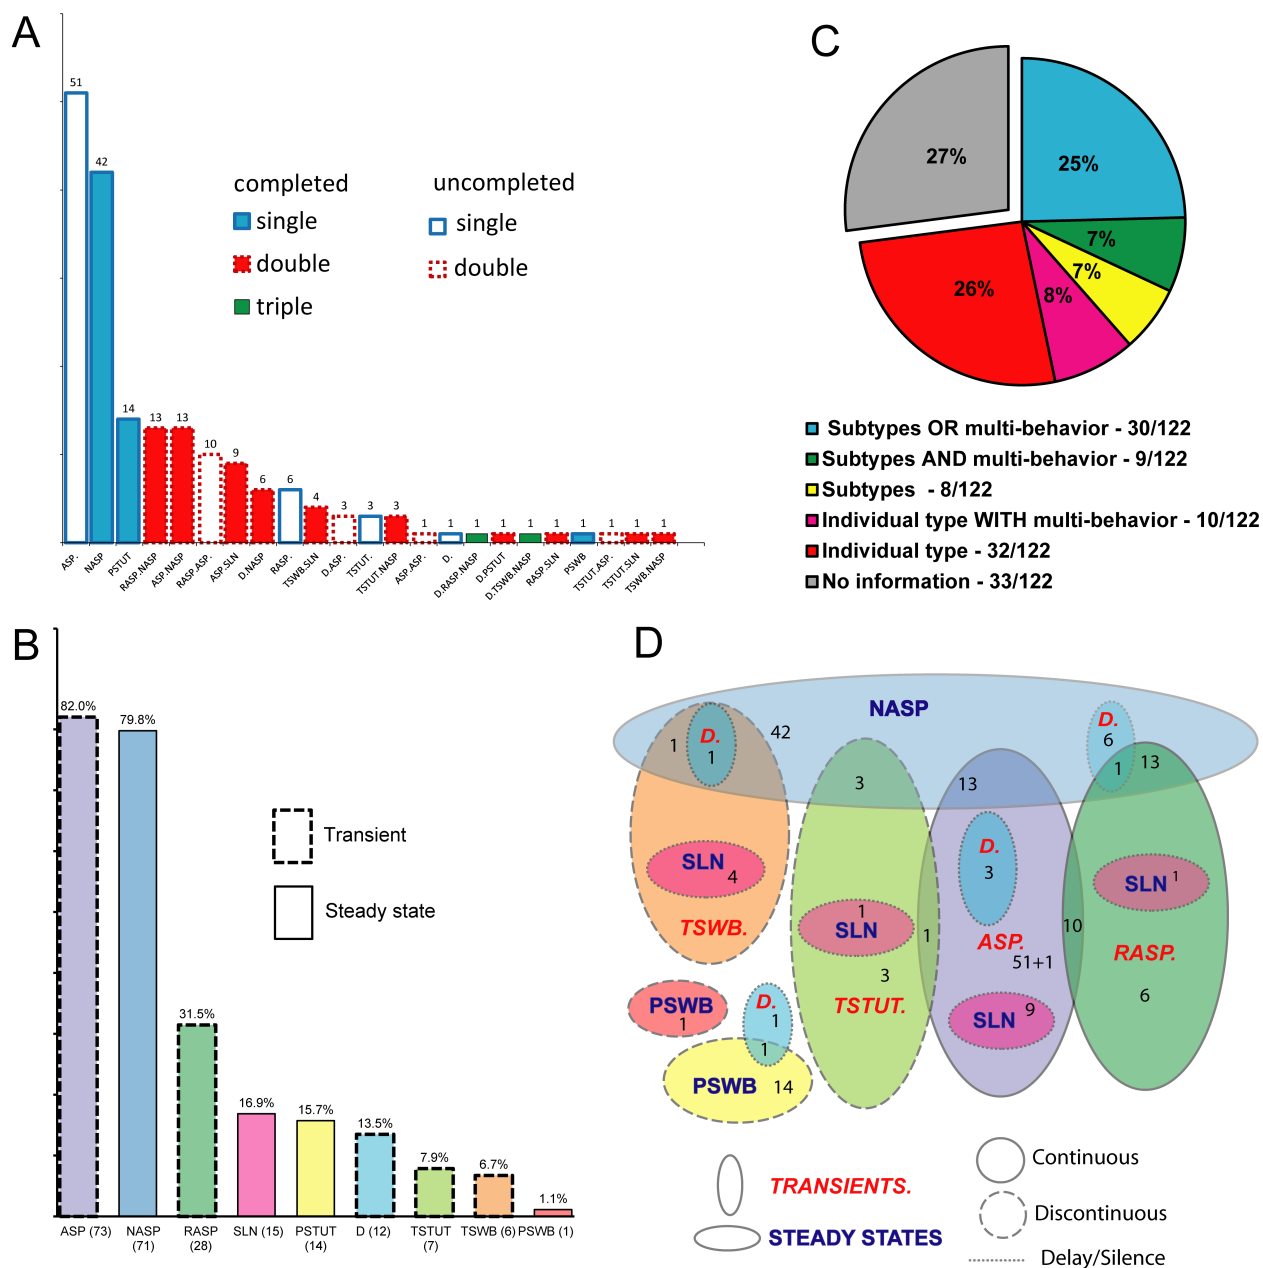 A
51
42
14
13
13
10
9
6
6
4
3
3
3
1
1
1
1
1
1
1
1
1
1
completed
uncompleted
single
single
double
double
triple
ASP.
NASP
PSTUT
RASP.NASP
ASP.NASP
RASP.ASP.
ASP.SLN
D.NASP
RASP.
TSWB.SLN
D.ASP.
TSTUT.
TSTUT.NASP
ASP.ASP.
D.
D.RASP.NASP
D.PSTUT
D.TSWB.NASP
RASP.SLN
PSWB
TSTUT.ASP.
TSTUT.SLN
TSWB.NASP
C
27%
25%
7%
7%
8%
26%
Subtypes OR multi-behavior - 30/122
Subtypes AND multi-behavior - 9/122
Subtypes - 8/122
Individual type WITH multi-behavior - 10/122
Individual type - 32/122
No information - 33/122
B
82.0%
79.8%
31.5%
16.9%
15.7%
13.5%
7.9%
6.7%
1.1%
Transient
Steady state
ASP (73)
NASP
(71)
RASP
(28)
SLN (15)
PSTUT
(14)
D (12)
TSTUT
(7)
TSWB (6)
PSWB (1)
D
NASP
1
D.
1
42
3
13
D.
6
1
13
SLN
4
TSWB.
D.
3
SLN 1
1
SLN
1
3
TSTUT.
ASP.
51+1
10
RASP.
6
SLN 9
PSWB
1
D.
1
1
PSWB 14
TRANSIENTS.
STEADY STATES
Continuous
Discontinuous
Delay/Silence